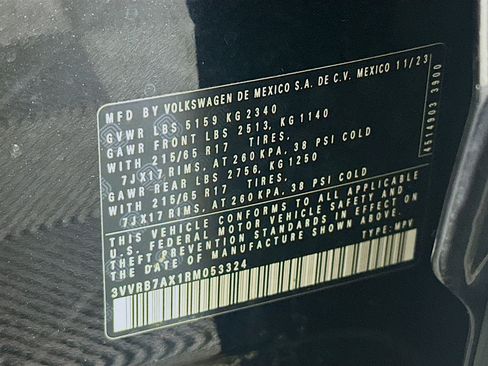 MFD BY VOLKSWAGEN DE MEXICO S.A. DE C.V. MEXICO 11/23
GVWR LBS 5159 KG 2340
GAWR FRONT LBS 2513, KG 1140
WITH 215/65 R17 TIRES,
7JX17 RIMS, AT 260 KPA, 38 PSI COLD
GAWR REAR LBS 2756, KG 1250
WITH 215/65 R17 TIRES,
7JX17 RIMS, AT 260 KPA, 38 PSI COLD
THIS VEHICLE CONFORMS TO ALL APPLICABLE
U.S. FEDERAL MOTOR VEHICLE SAFETY AND
THEFT PREVENTION STANDARDS IN EFFECT ON
THE DATE OF MANUFACTURE SHOWN ABOVE.
3VVRB7AX1RM053324 TYPE: MPV
4514903 3900